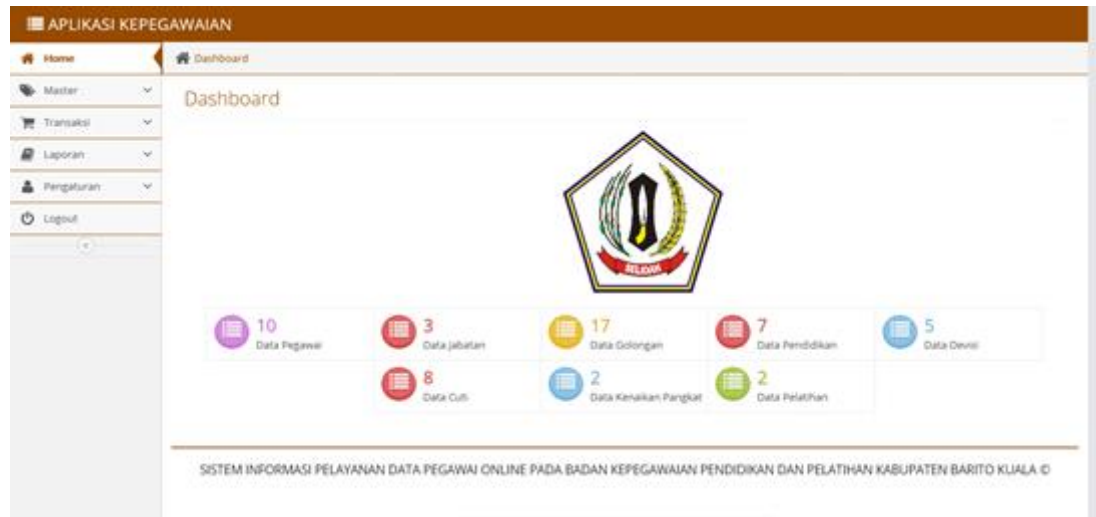 APLIKASI KEPEGAWAIAN
Home
Dashboard
Master
Dashboard
Transaksi
Laporan
Pengaturan
Logout
SELIDAH
10
Data Pegawai
3
Data Jabatan
17
Data Golongan
7
Data Pendidikan
5
Data Devisi
8
Data Cuti
2
Data Kenaikan Pangkat
2
Data Pelatihan
SISTEM INFORMASI PELAYANAN DATA PEGAWAI ONLINE PADA BADAN KEPEGAWAIAN PENDIDIKAN DAN PELATIHAN KABUPATEN BARITO KUALA ©